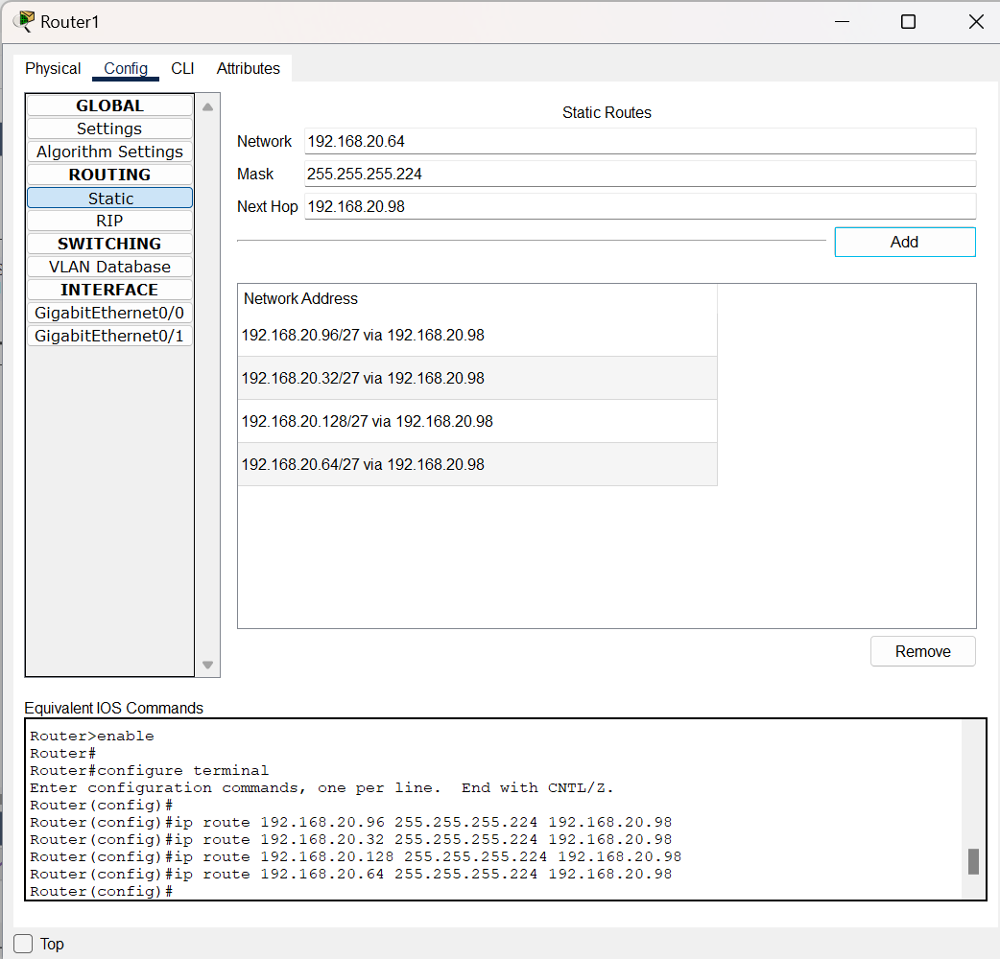 Router1
Physical Config CLI Attributes
GLOBAL
Settings
Algorithm Settings
ROUTING
Static
RIP
SWITCHING
VLAN Database
INTERFACE
GigabitEthernet0/0
GigabitEthernet0/1
Static Routes
Network 192.168.20.64
Mask 255.255.255.224
Next Hop 192.168.20.98
Add
Network Address
192.168.20.96/27 via 192.168.20.98
192.168.20.32/27 via 192.168.20.98
192.168.20.128/27 via 192.168.20.98
192.168.20.64/27 via 192.168.20.98
Remove
Equivalent IOS Commands
Router>enable
Router#
Router#configure terminal
Enter configuration commands, one per line.  End with CNTL/Z.
Router(config)#
Router(config)#ip route 192.168.20.96 255.255.255.224 192.168.20.98
Router(config)#ip route 192.168.20.32 255.255.255.224 192.168.20.98
Router(config)#ip route 192.168.20.128 255.255.255.224 192.168.20.98
Router(config)#ip route 192.168.20.64 255.255.255.224 192.168.20.98
Router(config)#
Top